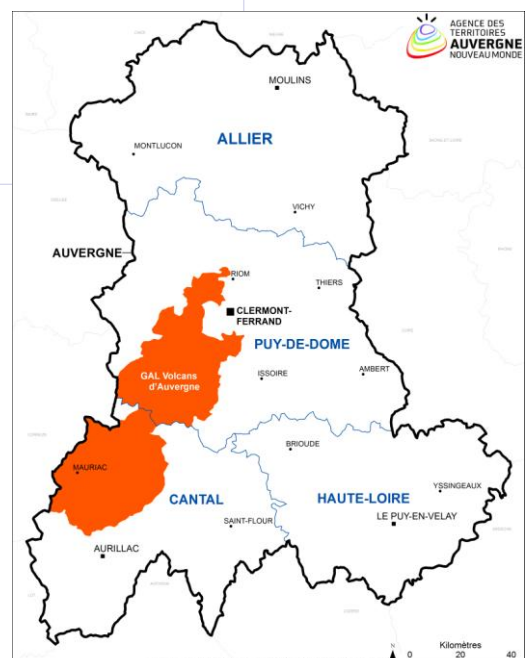 AGENCE DES
TERRITOIRES
AUVERGNE
NOUVEAU MONDE
MOULINS
ALLIER
MONTLUCON
VICHY
AUVERGNE
RIOM
THIERS
CLERMONT-
FERRAND
PUY-DE-DOME
GAL Volcans
d'Auvergne
ISSOIRE
AMBERT
BRIOUDE
MAURIAC
CANTAL
HAUTE-LOIRE
YSSINGEAUX
SAINT-FLOUR
LE PUY-EN-VELAY
AURILLAC
Kilomètres
N
0 20 40